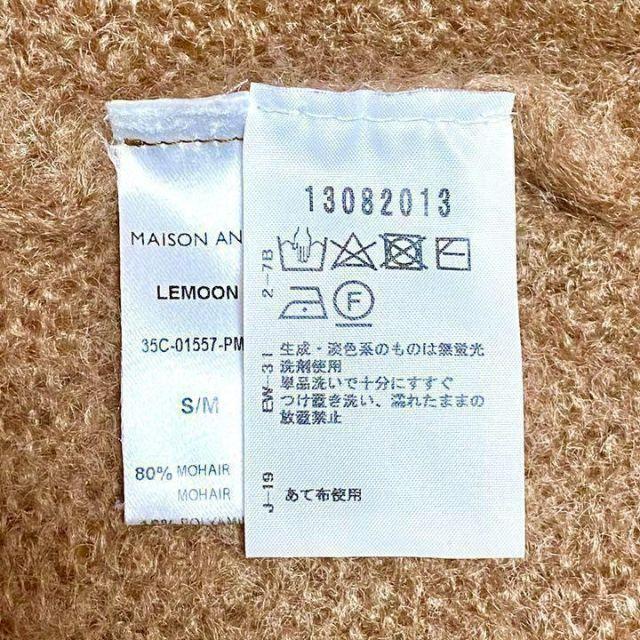 MAISON AN
LEMOON
35C-01557-PM
S/M
80% MOHAIR
MOHAIR
13082013
2-7B
F
EW-31
生成・淡色系のものは無蛍光
洗剤使用
単品洗いで十分にすすぐ
つけ置き洗い、濡れたままの
放置禁止
J-19
あて布使用